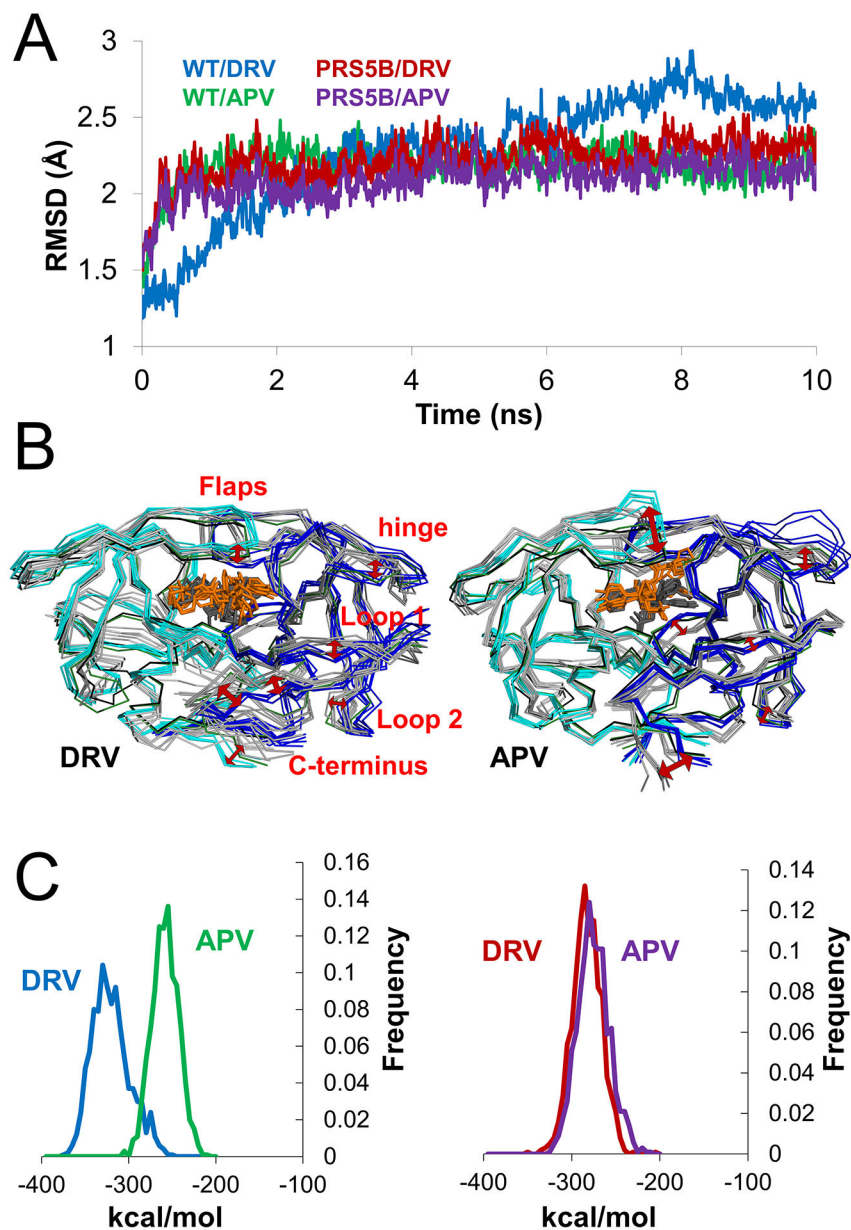 A
WT/DRV PRS5B/DRV
WT/APV PRS5B/APV
3
2.5
2
1.5
1
RMSD (Å)
0 2 4 6 8 10
Time (ns)
B
Flaps
hinge
Loop 1
Loop 2
DRV
C-terminus
APV
C
DRV
APV
0.16
0.14
0.12
0.1
0.08
0.06
0.04
0.02
0
Frequency
-400 -300 -200 -100
kcal/mol
DRV APV
0.14
0.12
0.1
0.08
0.06
0.04
0.02
0
Frequency
-400 -300 -200 -100
kcal/mol